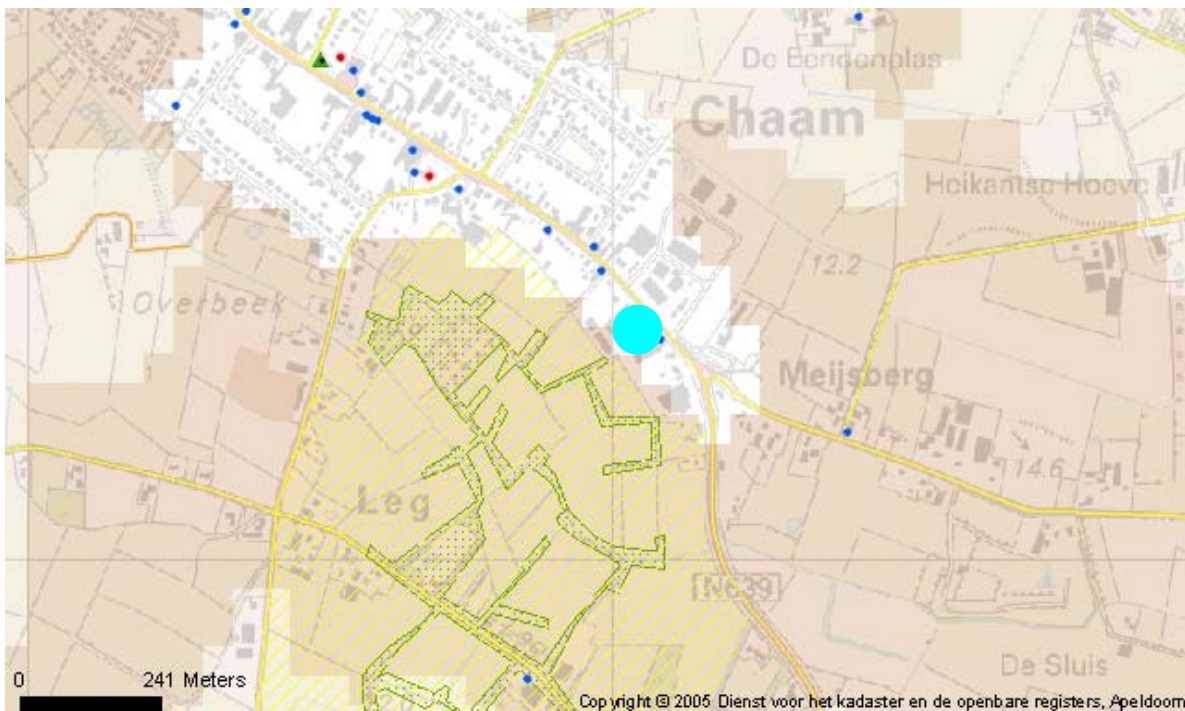 De Eendenplas
Chaam
Heikantse Hoeve
12.2
Overbeek
Meijsberg
14.6
Leg
N639
De Sluis
0 241 Meters
Copyright © 2005 Dienst voor het kadaster en de openbare registers, Apeldoorn